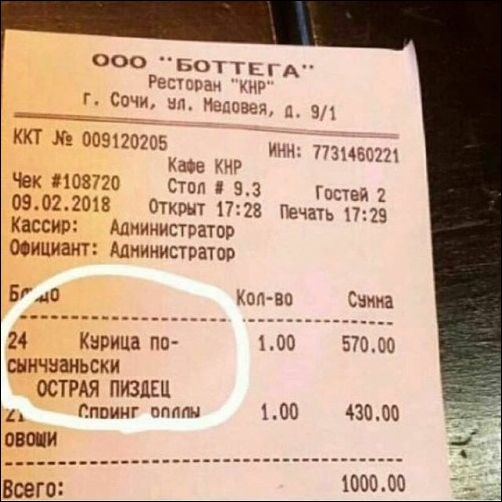 ООО "БОТТЕГА"
Ресторан "КНР"
г. Сочи, ул. Медовея, д. 9/1
ККТ № 009120205 ИНН: 7731460221
Кафе КНР
Чек #108720 Стол # 9.3 Гостей 2
09.02.2018 Открыт 17:28 Печать 17:29
Кассир: Администратор
Официант: Администратор
Блюдо Кол-во Сумма
24 Курица по- 1.00 570.00
сынчуаньски
ОСТРАЯ ПИЗДЕЦ
21 Спринг роллы 1.00 430.00
овощи
Всего: 1000.00